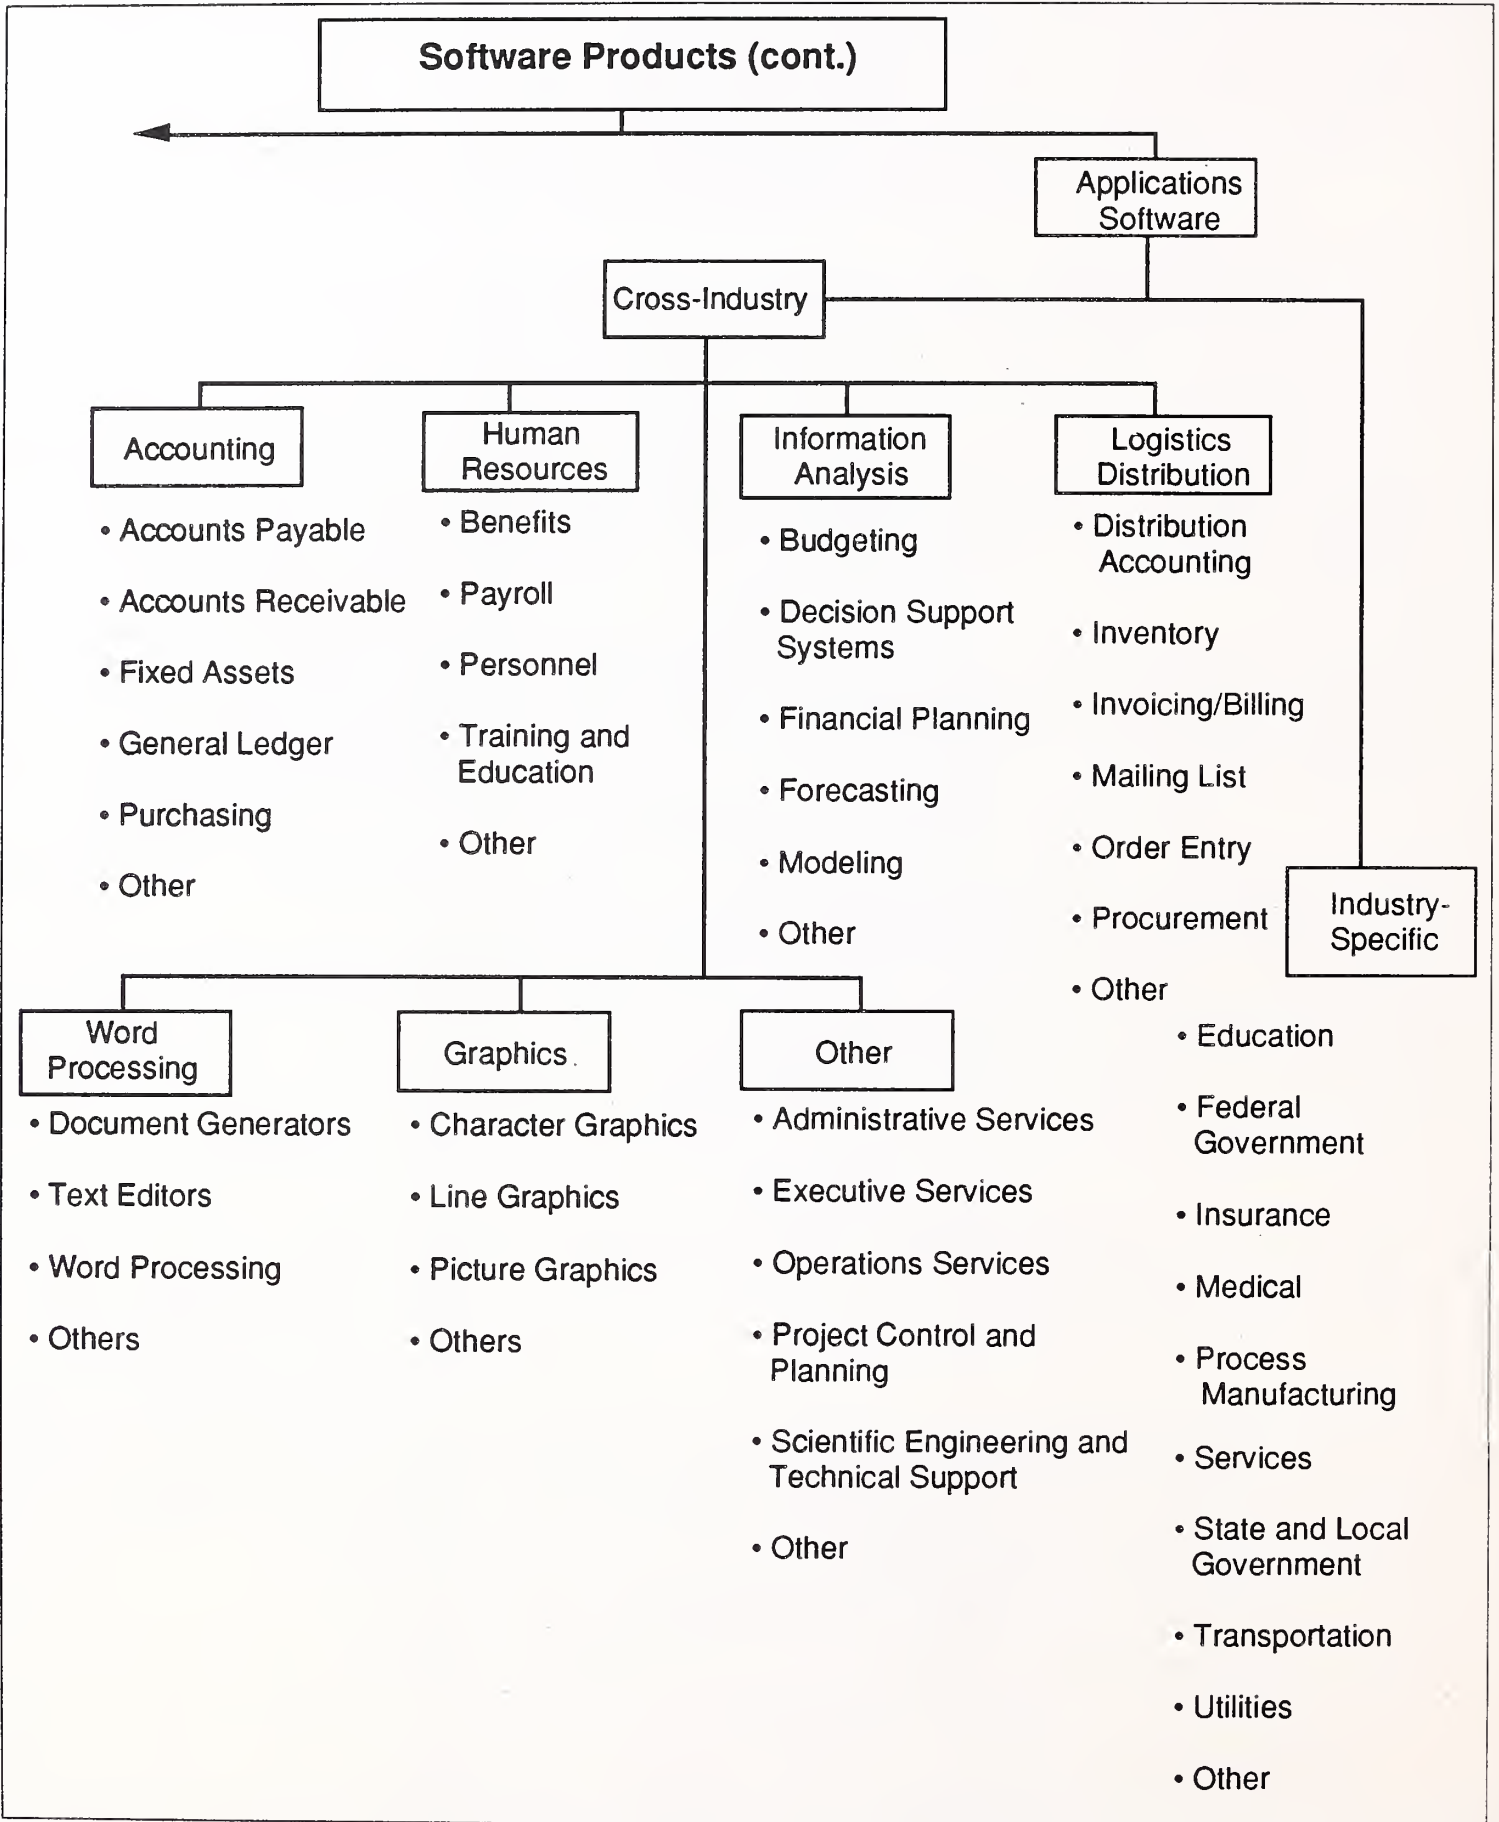 Software Products (cont.)
Applications
Software
Cross-Industry
Accounting
• Accounts Payable
• Accounts Receivable
• Fixed Assets
• General Ledger
• Purchasing
• Other
Human
Resources
• Benefits
• Payroll
• Personnel
• Training and
Education
• Other
Information
Analysis
• Budgeting
• Decision Support
Systems
• Financial Planning
• Forecasting
• Modeling
• Other
Logistics
Distribution
• Distribution
Accounting
• Inventory
• Invoicing/Billing
• Mailing List
• Order Entry
• Procurement
• Other
Word
Processing
• Document Generators
• Text Editors
• Word Processing
• Others
Graphics
• Character Graphics
• Line Graphics
• Picture Graphics
• Others
Other
• Administrative Services
• Executive Services
• Operations Services
• Project Control and
Planning
• Scientific Engineering and
Technical Support
• Other
Industry-
Specific
• Education
• Federal
Government
• Insurance
• Medical
• Process
Manufacturing
• Services
• State and Local
Government
• Transportation
• Utilities
• Other